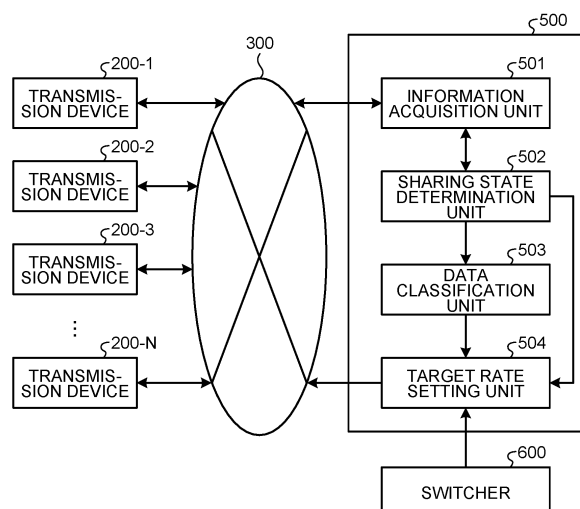 500
300
200-1
TRANSMIS-
SION DEVICE
501
INFORMATION
ACQUISITION UNIT
200-2
TRANSMIS-
SION DEVICE
502
SHARING STATE
DETERMINATION
UNIT
200-3
TRANSMIS-
SION DEVICE
503
DATA
CLASSIFICATION
UNIT
...
200-N
TRANSMIS-
SION DEVICE
504
TARGET RATE
SETTING UNIT
600
SWITCHER